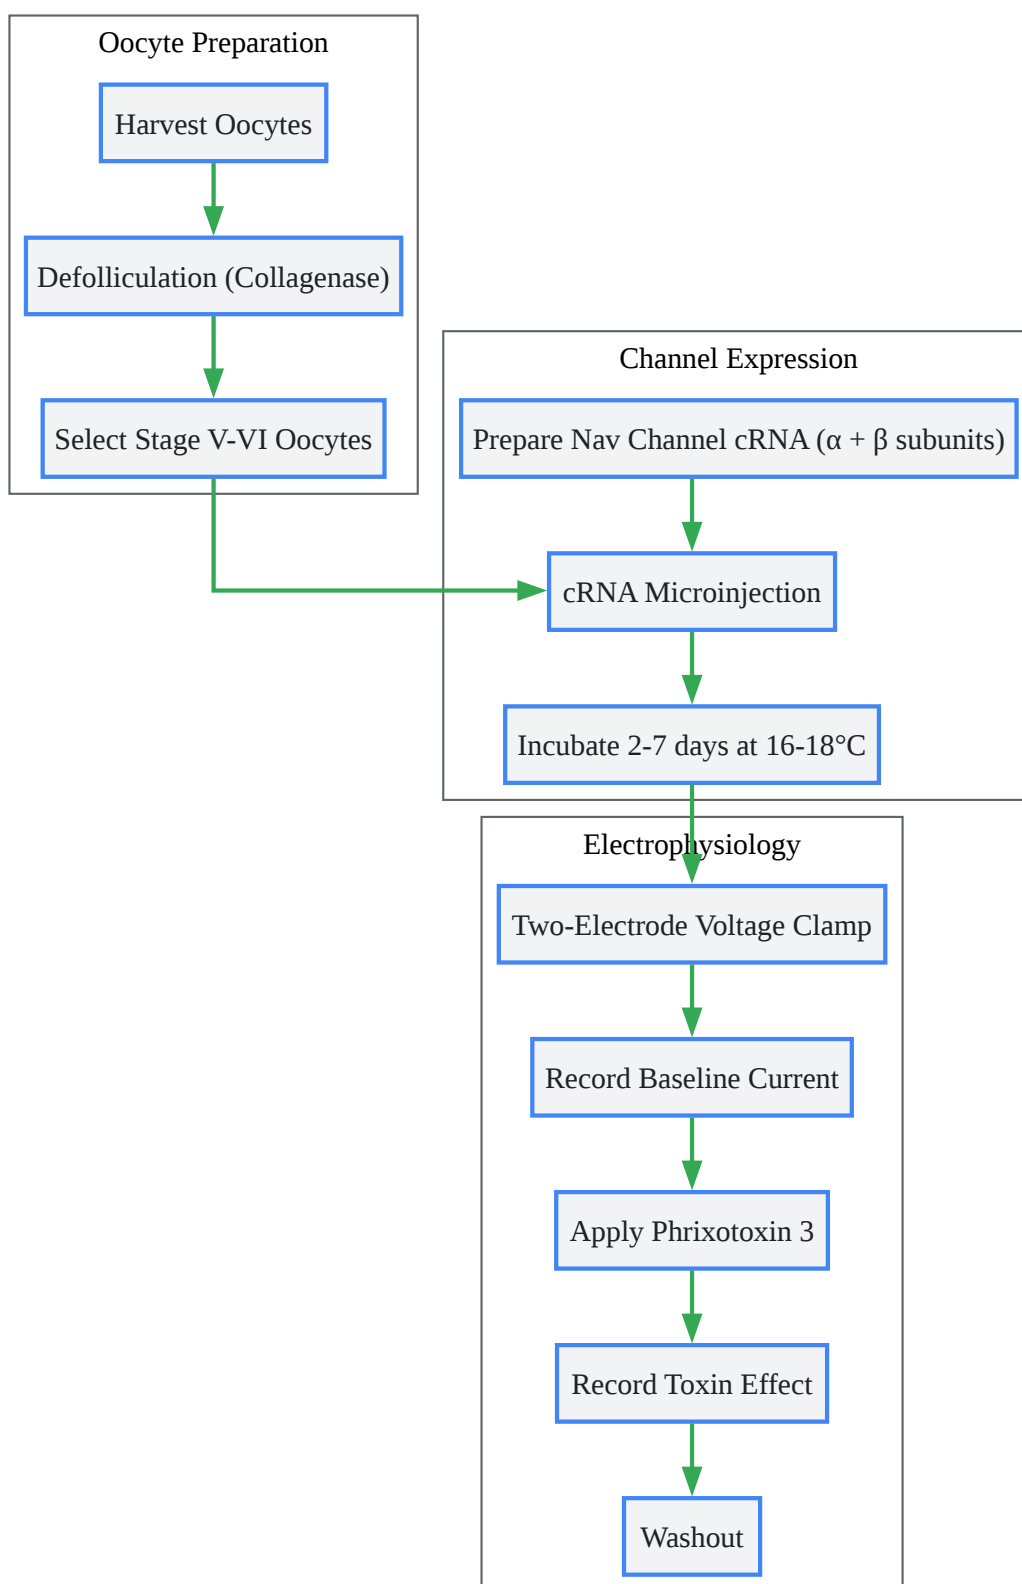 Oocyte Preparation
Harvest Oocytes
Defolliculation (Collagenase)
Select Stage V-VI Oocytes
Channel Expression
Prepare Nav Channel cRNA (α + β subunits)
cRNA Microinjection
Incubate 2-7 days at 16-18°C
Electrophysiology
Two-Electrode Voltage Clamp
Record Baseline Current
Apply Phrixotoxin 3
Record Toxin Effect
Washout